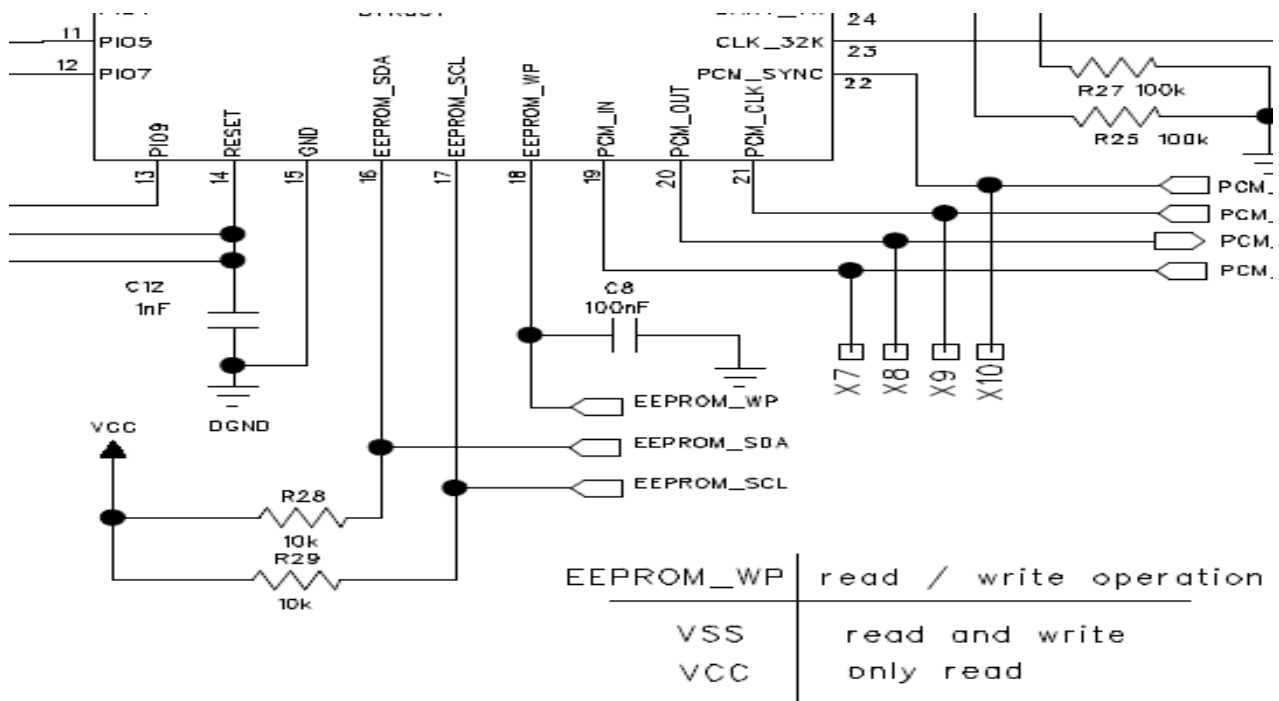 24
11 PIO5 CLK_32K 23
12 PIO7 PCM_SYNC 22
R27 100k
R25 100k
PIO9 RESET GND EEPROM_SDA EEPROM_SCL EEPROM_WP PCM_IN PCM_OUT PCM_CLK
13 14 15 16 17 18 19 20 21
PCM_
PCM_
PCM_
PCM_
C12
1nF
C8
100nF
X7 X8 X9 X10
EEPROM_WP
VCC DGND
EEPROM_SDA
EEPROM_SCL
R28
10k
R29
10k
EEPROM_WP read / write operation
VSS read and write
VCC only read